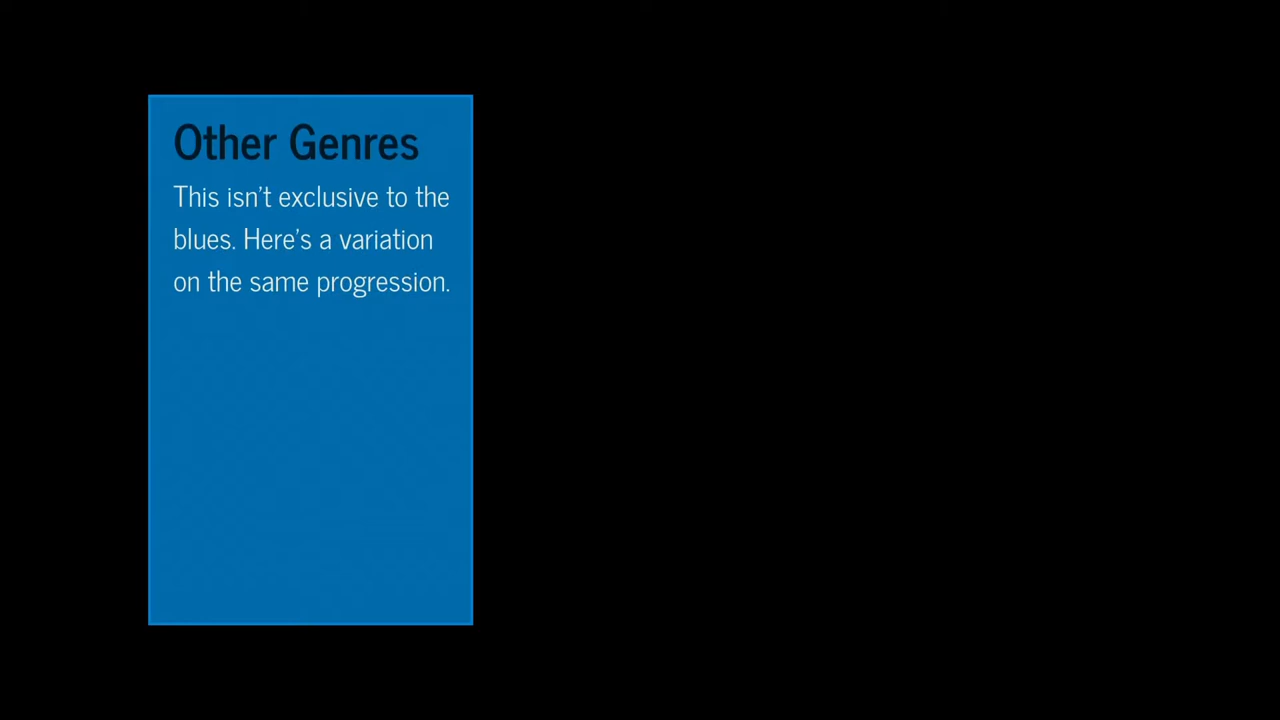 Other Genres
This isn’t exclusive to the
blues. Here’s a variation
on the same progression.